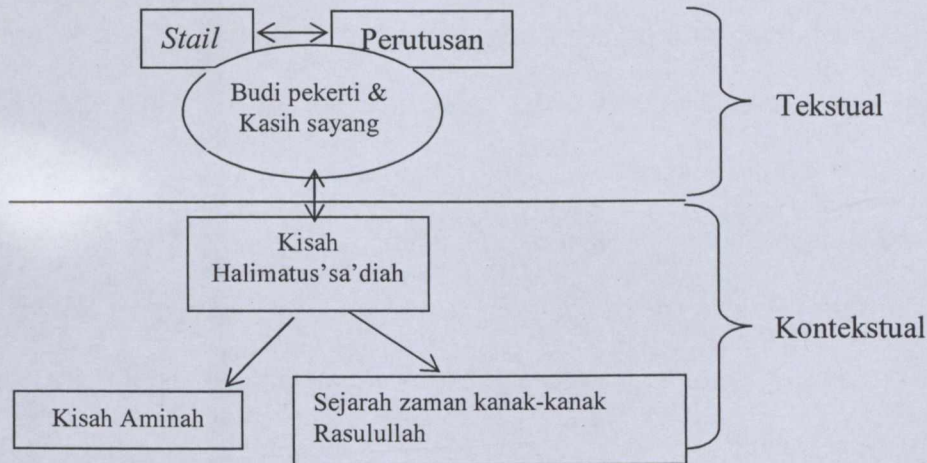 Stail
Perutusan
Budi pekerti &
Kasih sayang
Tekstual
Kisah
Halimatus'sa'diah
Kontekstual
Kisah Aminah
Sejarah zaman kanak-kanak
Rasulullah